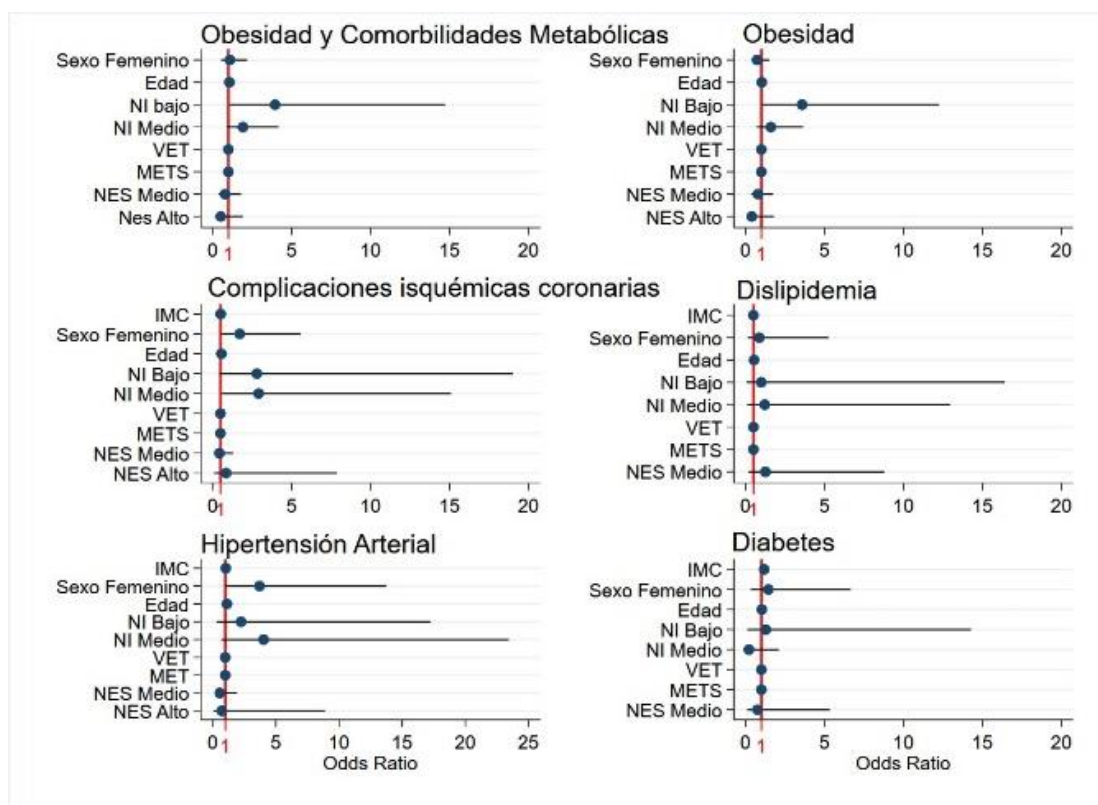 Obesidad y Comorbilidades Metabólicas
Sexo Femenino
Edad
NI bajo
NI Medio
VET
METS
NES Medio
Nes Alto
0 5 10 15 20
1
Obesidad
Sexo Femenino
Edad
NI Bajo
NI Medio
VET
METS
NES Medio
NES Alto
0 5 10 15 20
1
Complicaciones isquémicas coronarias
IMC
Sexo Femenino
Edad
NI Bajo
NI Medio
VET
METS
NES Medio
NES Alto
0 5 10 15 20
1
Dislipidemia
IMC
Sexo Femenino
Edad
NI Bajo
NI Medio
VET
METS
NES Medio
0 5 10 15 20
1
Hipertensión Arterial
IMC
Sexo Femenino
Edad
NI Bajo
NI Medio
VET
MET
NES Medio
NES Alto
0 5 10 15 20 25
1
Odds Ratio
Diabetes
IMC
Sexo Femenino
Edad
NI Bajo
NI Medio
VET
METS
NES Medio
0 5 10 15 20
1
Odds Ratio